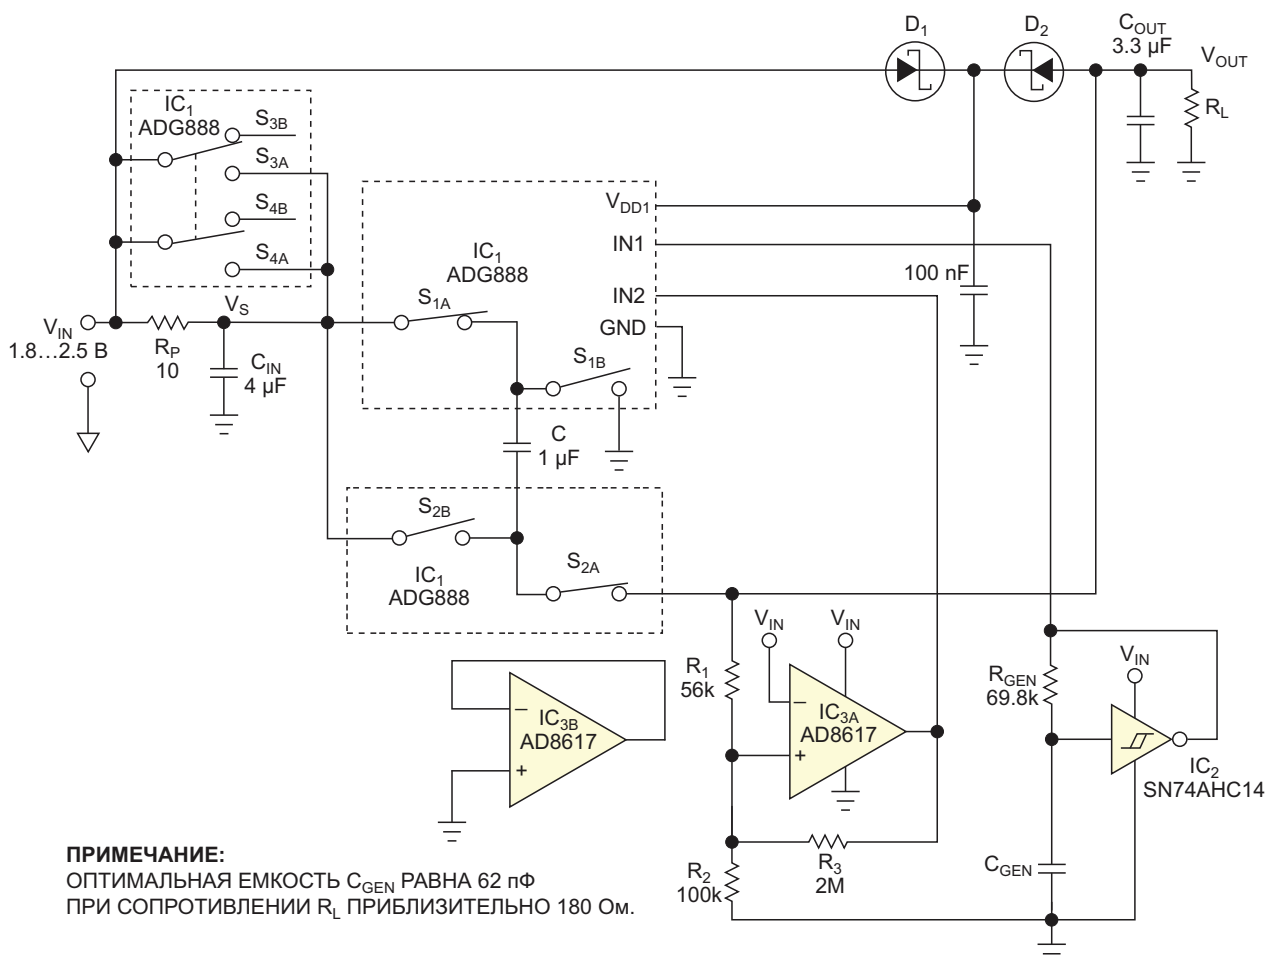 D1
D2
COUT
3.3 µF
VOUT
RL
IC1
ADG888
S3B
S3A
S4B
S4A
VDD1
IN1
IC1
ADG888
100 nF
IN2
S1A
GND
VS
VIN
1.8…2.5 В
RP
10
CIN
4 µF
S1B
C
1 µF
S2B
S2A
IC1
ADG888
VIN
VIN
R1
56k
VIN
RGEN
69.8k
−
IC3B
AD8617
+
−
IC3A
AD8617
+
IC2
SN74AHC14
R3
2M
R2
100k
CGEN
ПРИМЕЧАНИЕ:
ОПТИМАЛЬНАЯ ЕМКОСТЬ CGEN РАВНА 62 пФ
ПРИ СОПРОТИВЛЕНИИ RL ПРИБЛИЗИТЕЛЬНО 180 Ом.